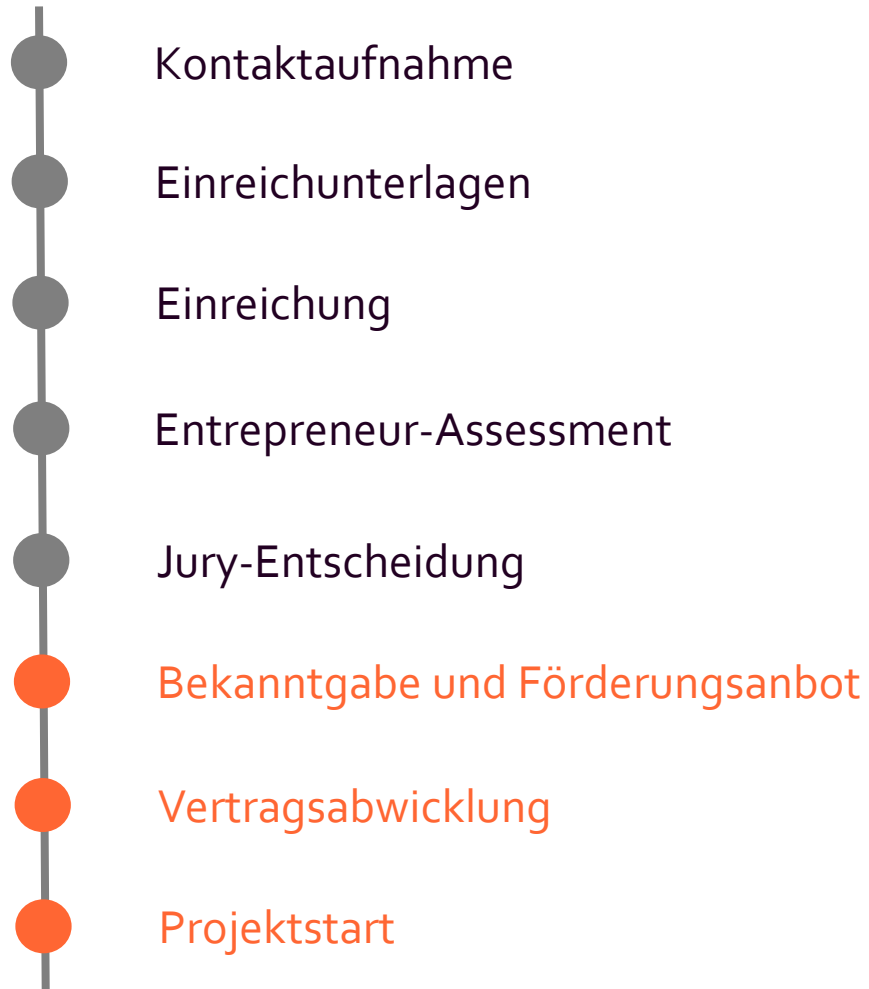 Kontaktaufnahme
Einreichunterlagen
Einreichung
Entrepreneur-Assessment
Jury-Entscheidung
Bekanntgabe und Förderungsanbot
Vertragsabwicklung
Projektstart